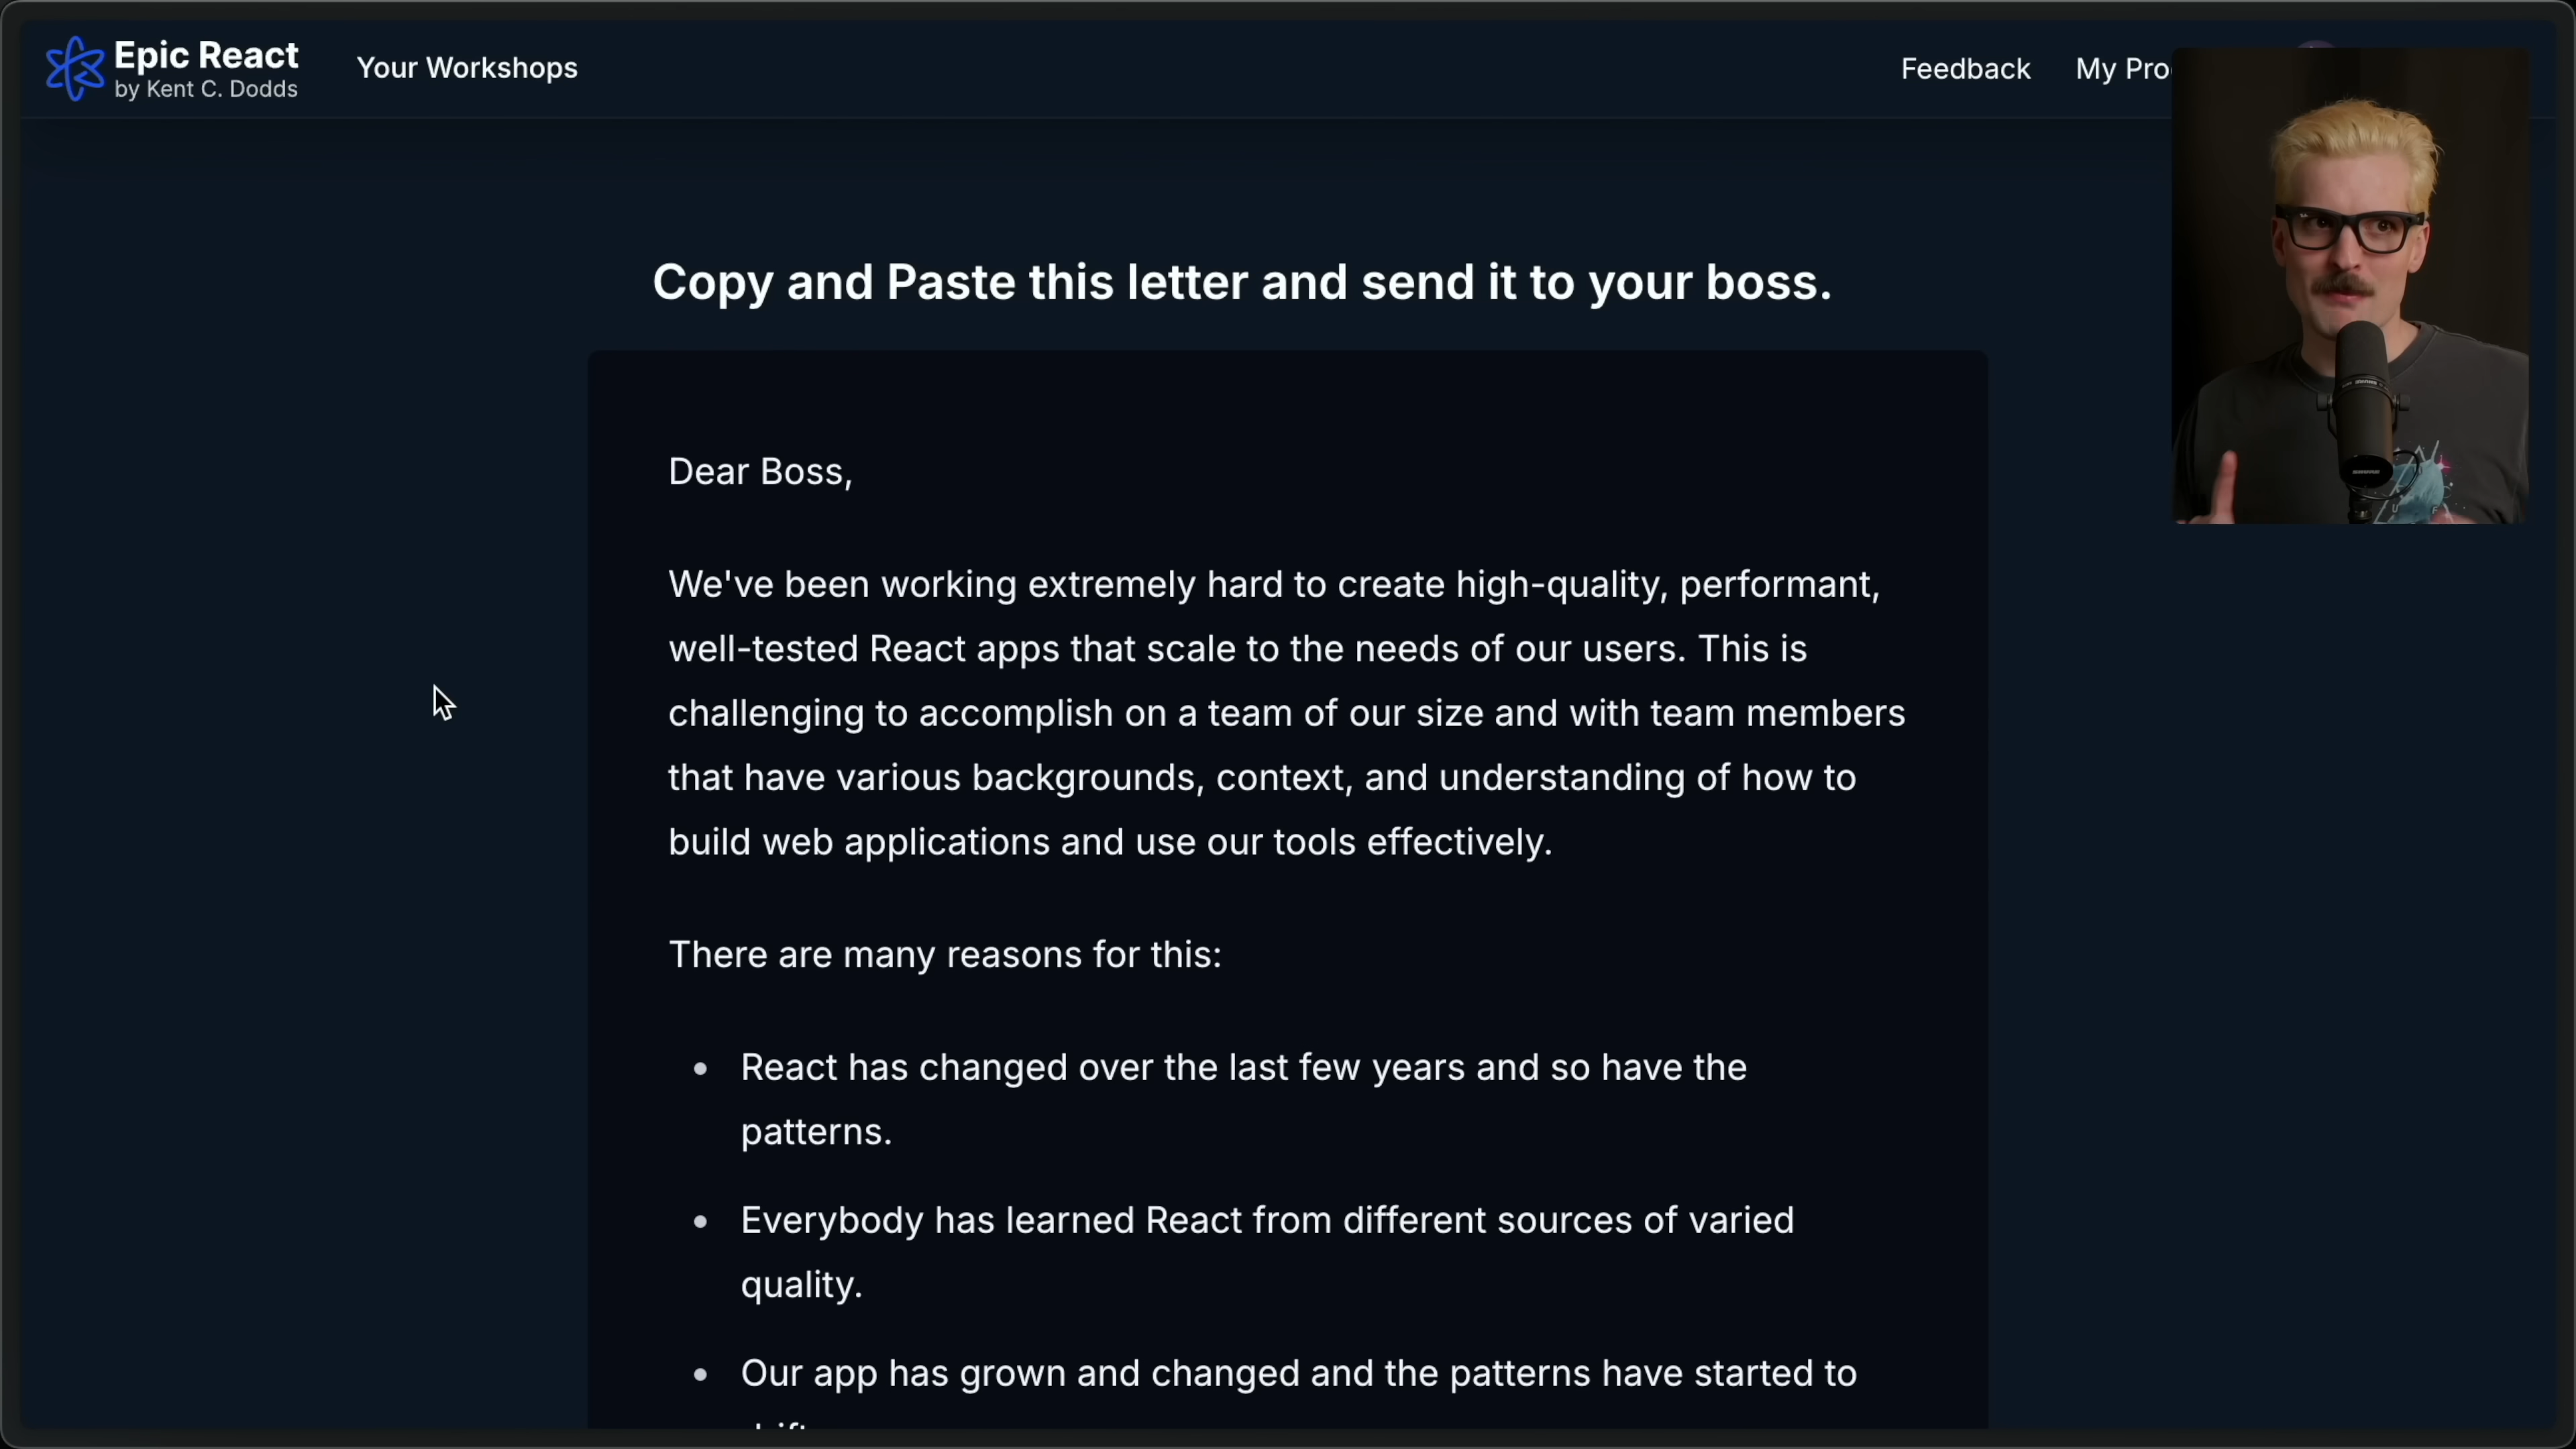 Epic React
by Kent C. Dodds
Your Workshops
Feedback
My Pro
Copy and Paste this letter and send it to your boss.
Dear Boss,
We've been working extremely hard to create high-quality, performant,
well-tested React apps that scale to the needs of our users. This is
challenging to accomplish on a team of our size and with team members
that have various backgrounds, context, and understanding of how to
build web applications and use our tools effectively.
There are many reasons for this:
• React has changed over the last few years and so have the
patterns.
• Everybody has learned React from different sources of varied
quality.
• Our app has grown and changed and the patterns have started to